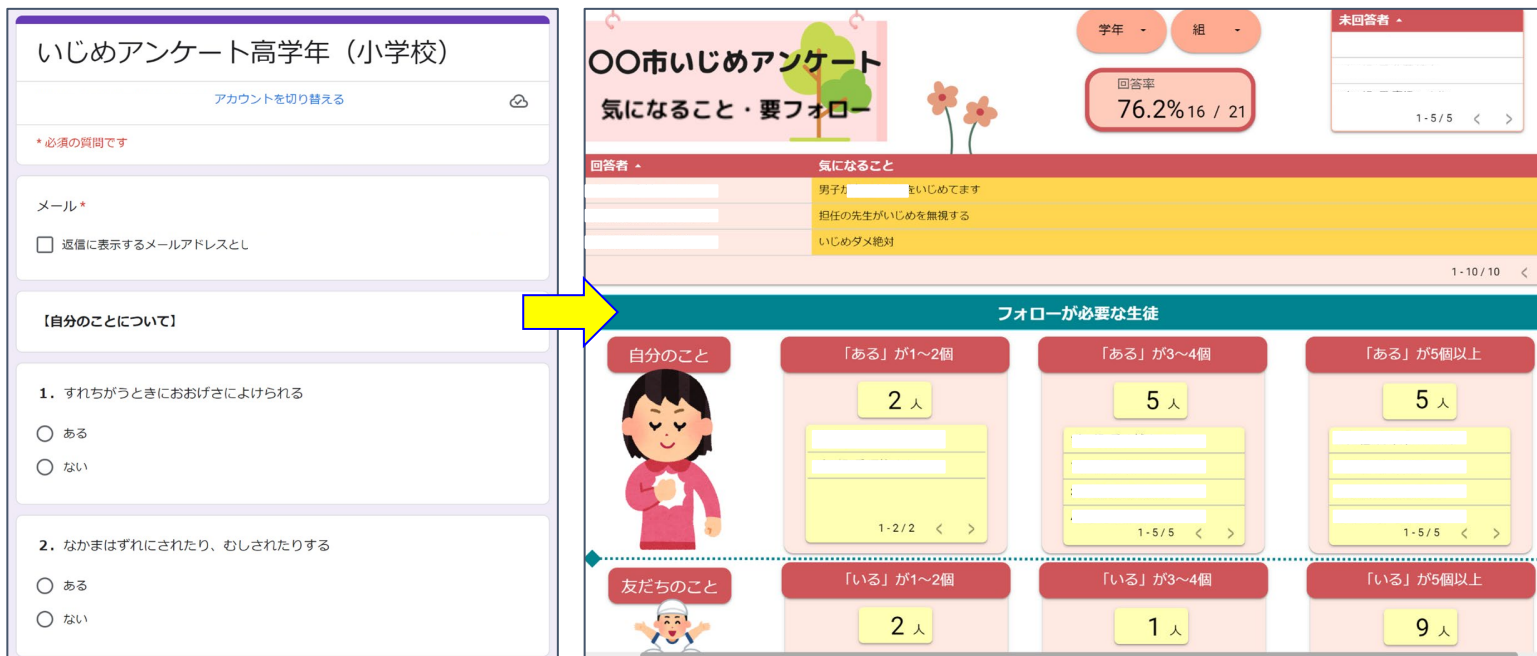 いじめアンケート高学年（小学校）
アカウントを切り替える
* 必須の質問です
メール *
返信に表示するメールアドレスとし
【自分のことについて】
1．すれちがうときにおおげさによけられる
ある
ない
2．なかまはずれにされたり、むしされたりする
ある
ない
〇〇市いじめアンケート
気になること・要フォロー
学年
組
回答率
76.2% 16 / 21
未回答者
1 - 5 / 5
回答者
気になること
男子が
をいじめてます
担任の先生がいじめを無視する
いじめダメ絶対
1 - 10 / 10
フォローが必要な生徒
自分のこと
「ある」が1～2個
2 人
1 - 2 / 2
「ある」が3～4個
5 人
1 - 5 / 5
「ある」が5個以上
5 人
1 - 5 / 5
友だちのこと
「いる」が1～2個
2 人
「いる」が3～4個
1 人
「いる」が5個以上
9 人